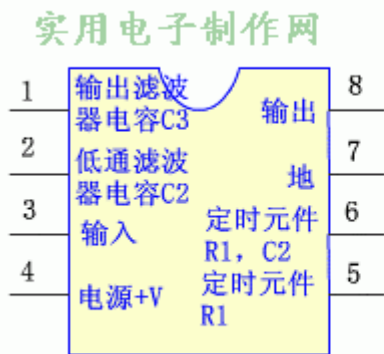 实用电子制作网
1
输出滤波
器电容C3
2
低通滤波
器电容C2
3
输入
4
电源+V
8
输出
7
地
6
定时元件
R1，C2
5
定时元件
R1